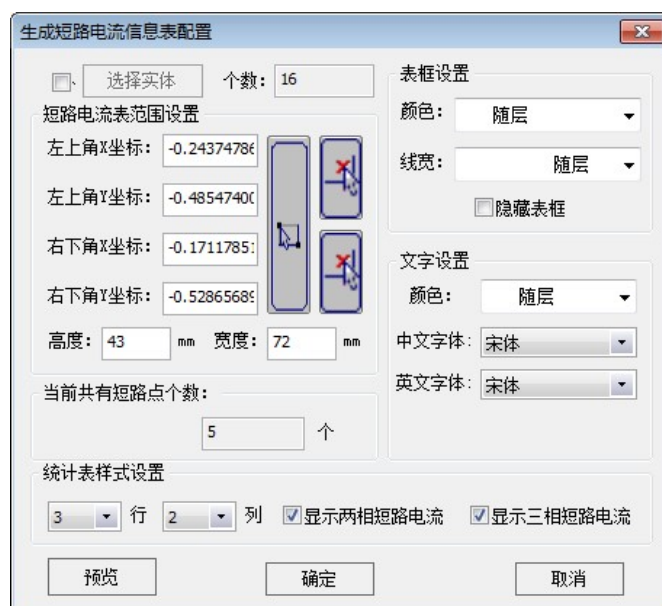 生成短路电流信息表配置
选择实体 个数: 16
短路电流表范围设置
左上角X坐标: -0.24374786
左上角Y坐标: -0.48547400
右下角X坐标: -0.17117851
右下角Y坐标: -0.52865689
高度: 43 mm 宽度: 72 mm
当前共有短路点个数:
5 个
表框设置
颜色: 随层
线宽: 随层
隐藏表框
文字设置
颜色: 随层
中文字体: 宋体
英文字体: 宋体
统计表样式设置
3 行 2 列 显示两相短路电流 显示三相短路电流
预览 确定 取消